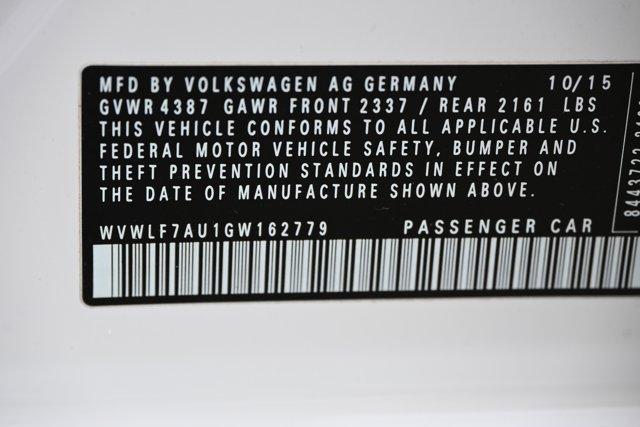 MFD BY VOLKSWAGEN AG GERMANY 10/15
GVWR 4387 GAWR FRONT 2337 / REAR 2161 LBS
THIS VEHICLE CONFORMS TO ALL APPLICABLE U.S.
FEDERAL MOTOR VEHICLE SAFETY, BUMPER AND
THEFT PREVENTION STANDARDS IN EFFECT ON
THE DATE OF MANUFACTURE SHOWN ABOVE.
WVWLF7AU1GW162779 PASSENGER CAR